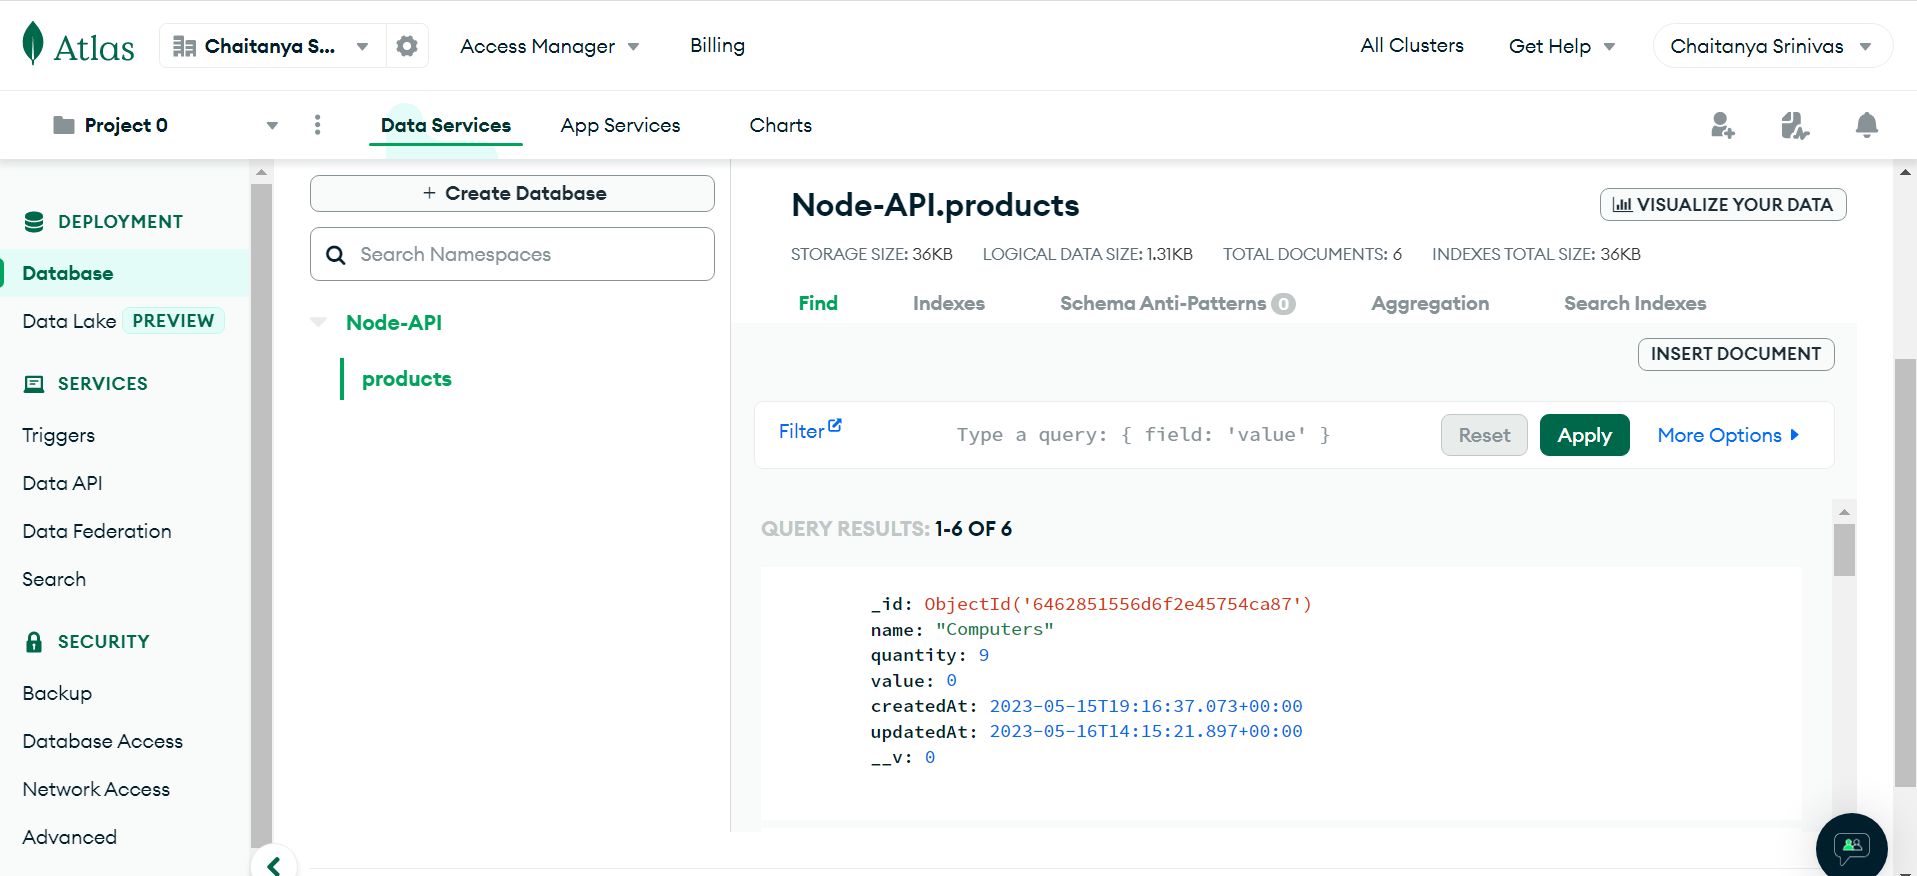 Atlas
Chaitanya S...
Access Manager
Billing
All Clusters
Get Help
Chaitanya Srinivas
Project 0
Data Services
App Services
Charts
DEPLOYMENT
Database
Data Lake PREVIEW
SERVICES
Triggers
Data API
Data Federation
Search
SECURITY
Backup
Database Access
Network Access
Advanced
+ Create Database
Search Namespaces
Node-API
products
Node-API.products
VISUALIZE YOUR DATA
STORAGE SIZE: 36KB LOGICAL DATA SIZE: 1.31KB TOTAL DOCUMENTS: 6 INDEXES TOTAL SIZE: 36KB
Find Indexes Schema Anti-Patterns 0 Aggregation Search Indexes
INSERT DOCUMENT
Filter Type a query: { field: 'value' } Reset Apply More Options
QUERY RESULTS: 1-6 OF 6
_id: ObjectId('6462851556d6f2e45754ca87')
name: "Computers"
quantity: 9
value: 0
createdAt: 2023-05-15T19:16:37.073+00:00
updatedAt: 2023-05-16T14:15:21.897+00:00
__v: 0